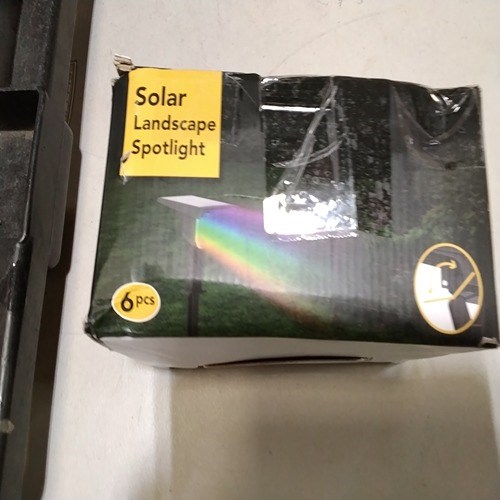 Solar
Landscape
Spotlight
6 pcs